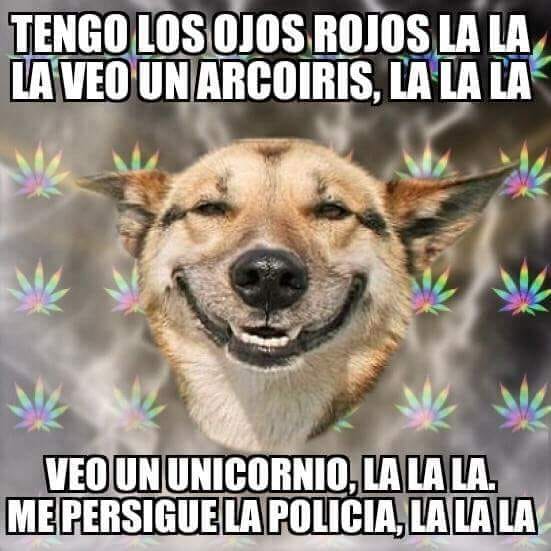 TENGO LOS OJOS ROJOS LA LA
LA VEO UN ARCOIRIS, LA LA LA
VEO UN UNICORNIO, LA LA LA.
ME PERSIGUE LA POLICIA, LA LA LA